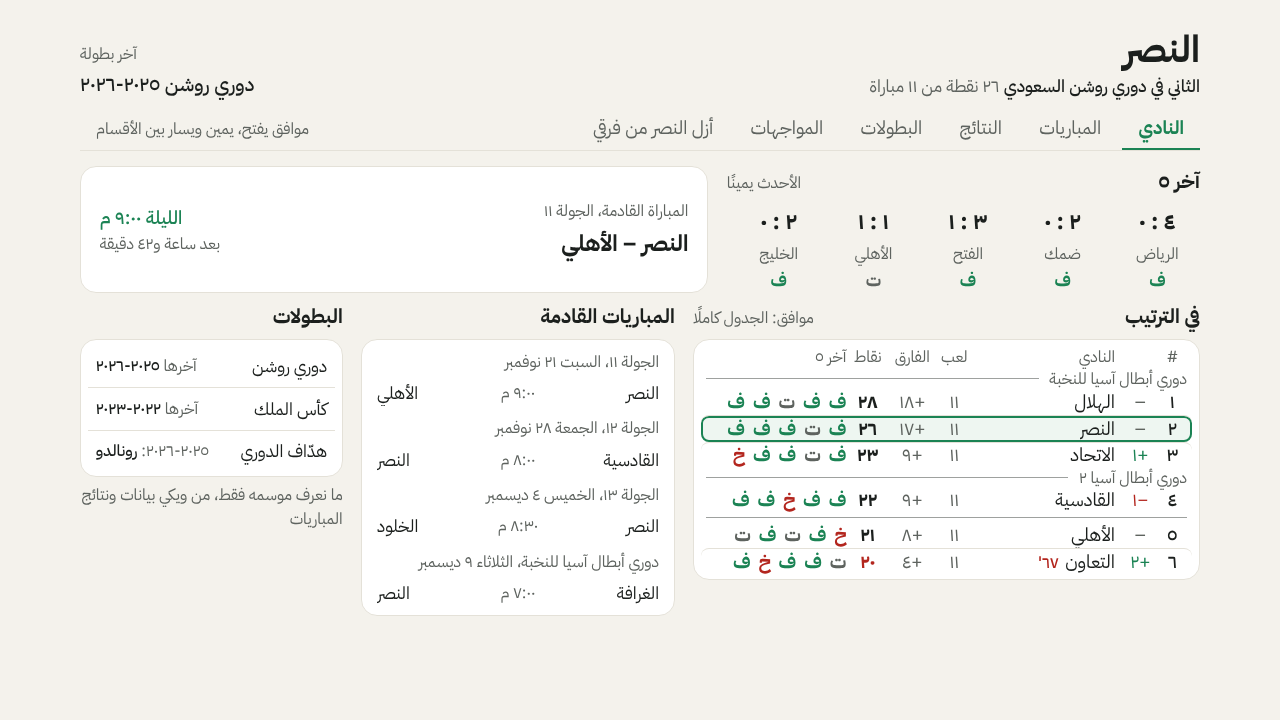 النصر
الثاني في دوري روشن السعودي ٢٦ نقطة من ١١ مباراة
آخر بطولة
دوري روشن ٢٠٢٥-٢٠٢٦
النادي المباريات النتائج البطولات المواجهات أزل النصر من فرقي
موافق يفتح، يمين ويسار بين الأقسام
آخر ٥ الأحدث يمينًا
٤ : ٠ ٢ : ٠ ٣ : ١ ١ : ١ ٢ : ٠
الرياض ضمك الفتح الأهلي الخليج
ف ف ف ت ف
المباراة القادمة، الجولة ١١
النصر – الأهلي
الليلة ٩:٠٠ م
بعد ساعة و٤٢ دقيقة
في الترتيب موافق: الجدول كاملًا
# النادي لعب الفارق نقاط آخر ٥
دوري أبطال آسيا للنخبة
١ – الهلال ١١ +١٨ ٢٨ ف ف ت ف ف
٢ – النصر ١١ +١٧ ٢٦ ف ت ف ف ف
٣ +١ الاتحاد ١١ +٩ ٢٣ ف ت ف ف خ
دوري أبطال آسيا ٢
٤ −١ القادسية ١١ +٩ ٢٢ ف ف خ ف ف
٥ – الأهلي ١١ +٨ ٢١ خ ف ت ف ت
٦ +٢ التعاون ٦٧' ١١ +٤ ٢٠ ت ف ف خ ف
المباريات القادمة
الجولة ١١، السبت ٢١ نوفمبر
النصر ٩:٠٠ م الأهلي
الجولة ١٢، الجمعة ٢٨ نوفمبر
القادسية ٨:٠٠ م النصر
الجولة ١٣، الخميس ٤ ديسمبر
النصر ٨:٣٠ م الخلود
دوري أبطال آسيا للنخبة، الثلاثاء ٩ ديسمبر
الغرافة ٧:٠٠ م النصر
البطولات
دوري روشن آخرها ٢٠٢٥-٢٠٢٦
كأس الملك آخرها ٢٠٢٢-٢٠٢٣
هدّاف الدوري ٢٠٢٥-٢٠٢٦: رونالدو
ما نعرف موسمه فقط، من ويكي بيانات ونتائج
المباريات